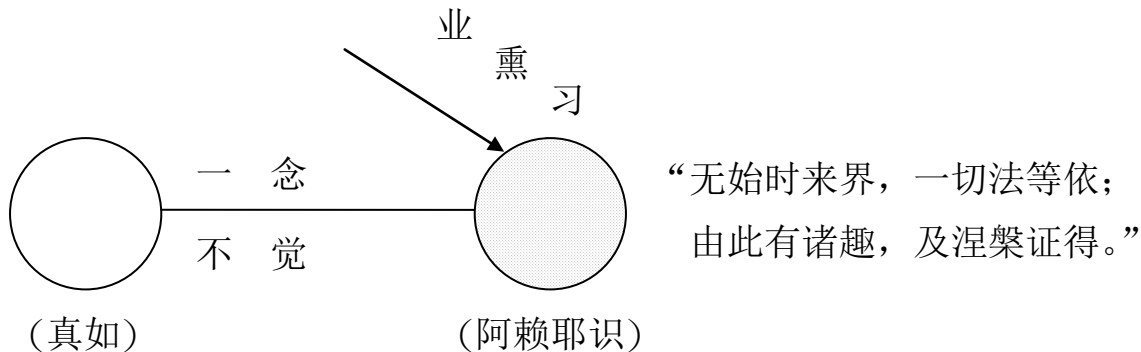 业
熏
习
一 念
不 觉
“无始时来界，一切法等依；
由此有诸趣，及涅槃证得。”
（真如）
（阿赖耶识）